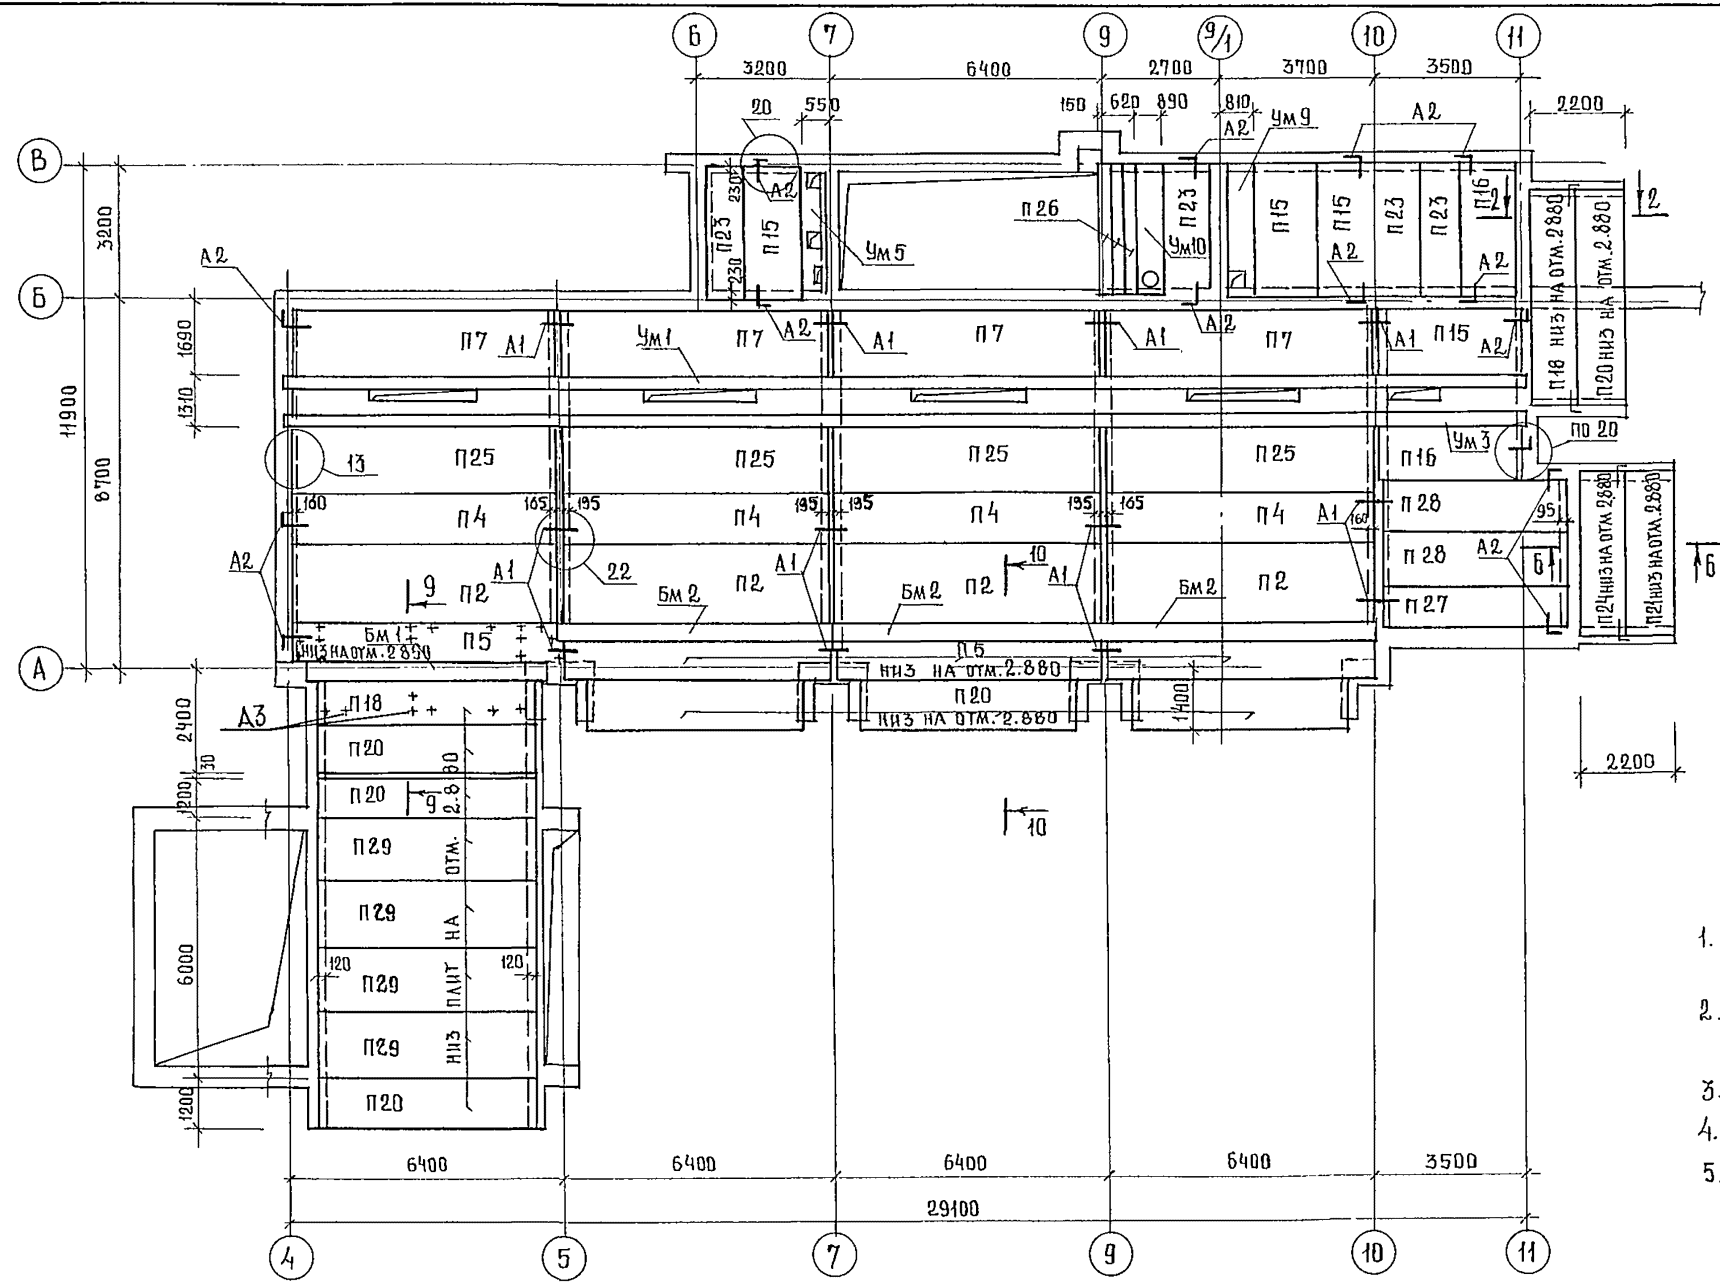 6 7 9 9/1 10 11
3200 6400 2700 3700 3500
20 550 150 620 890 810 Ум9 А2 2200
А2
В
230 А2 П26 П23 П15 П15 П23 П23 П16 2 2
П23 П15 Ум5 Ум10
230
П18 НИЗ НА ОТМ. 2.880
П20 НИЗ НА ОТМ. 2.880
3200
А2 А2 А2
Б
А2 А2
1690 П7 А1 Ум1 П7 А1 П7 А1 П7 А1 П15 А2
1310
11900
8700
13 П25 П25 П25 П25 Ум3 П16 ПО 20
160 165 195 195 195 195 165 160 95
П4 П4 П4 П4 А1 П28
А2 9 А1 22 А1 10 А1 П28 А2 6 6
П2 П2 П2 П2 П27
П24 НИЗ НА ОТМ 2.880
П21 НИЗ НА ОТМ. 2.880
Бм2 Бм2 Бм2
Бм1 П5
НИЗ НА ОТМ. 2.890
П5
НИЗ НА ОТМ. 2.880
А
П20
НИЗ НА ОТМ. 2.880
1400
2400 Д3 П18
П20
30 2200
1200 П20 9
10
П29
П29
6000 120 П29 120
П29
НИЗ ПЛИТ НА ОТМ. 2.880
1200 П20
1.
2.
3.
4.
5.
6400 6400 6400 6400 3500
29100
4 5 7 9 10 11